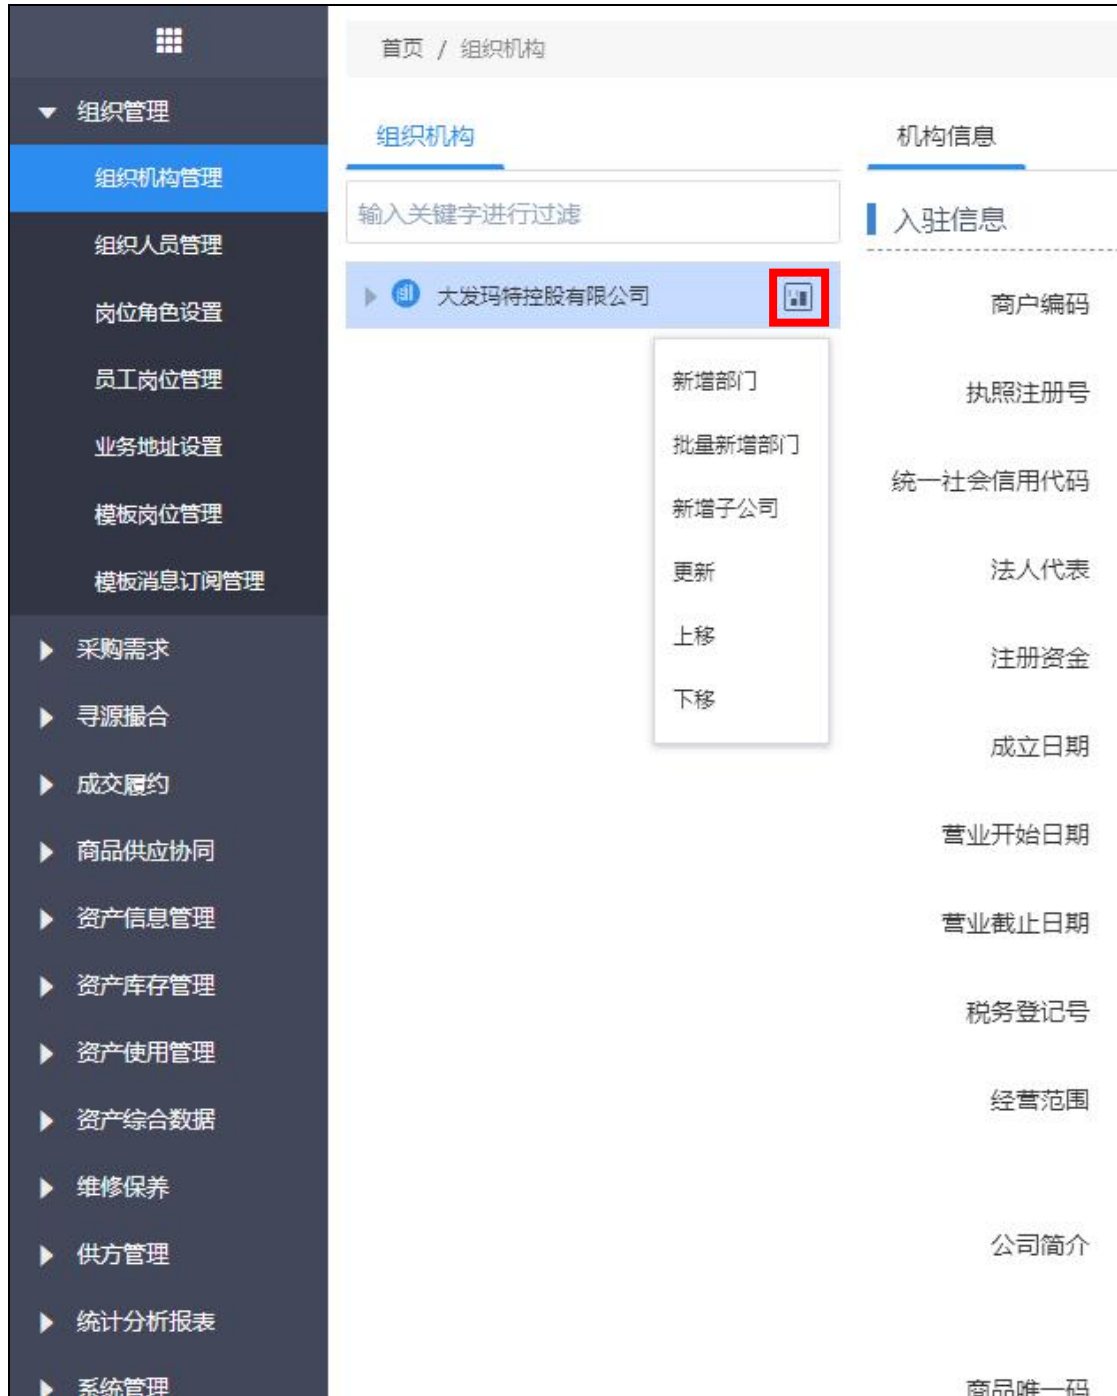 首页 / 组织机构
组织管理
组织机构管理
组织人员管理
岗位角色设置
员工岗位管理
业务地址设置
模板岗位管理
模板消息订阅管理
采购需求
寻源撮合
成交履约
商品供应协同
资产信息管理
资产库存管理
资产使用管理
资产综合数据
维修保养
供方管理
统计分析报表
系统管理
组织机构
输入关键字进行过滤
大发玛特控股有限公司
新增部门
批量新增部门
新增子公司
更新
上移
下移
机构信息
入驻信息
商户编码
执照注册号
统一社会信用代码
法人代表
注册资金
成立日期
营业开始日期
营业截止日期
税务登记号
经营范围
公司简介
商品唯一码